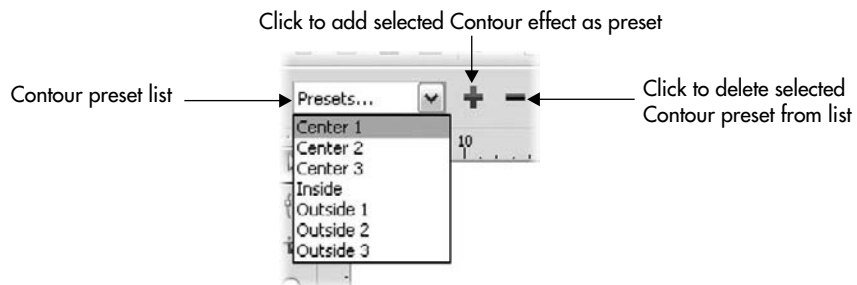 Click to add selected Contour effect as preset
Contour preset list
Presets...
Click to delete selected
Contour preset from list
Center 1
10
Center 2
Center 3
Inside
Outside 1
Outside 2
Outside 3